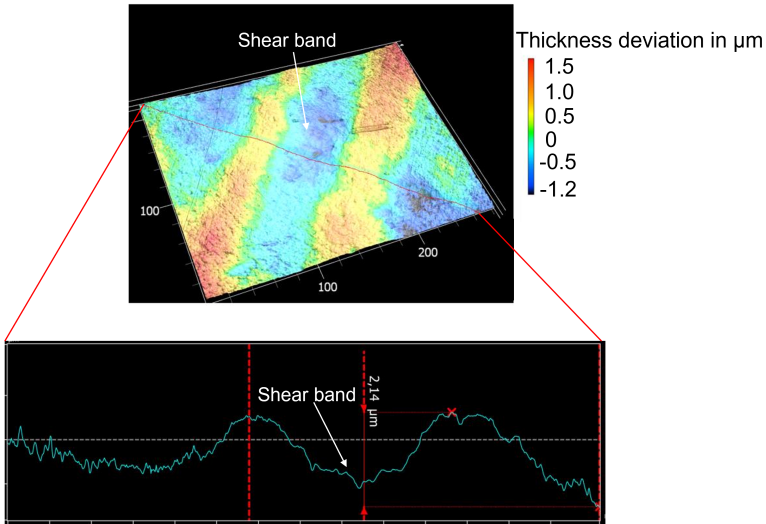 Shear band
Thickness deviation in μm
1.5
1.0
0.5
0
-0.5
-1.2
100
100
200
Shear band
2,14 μm